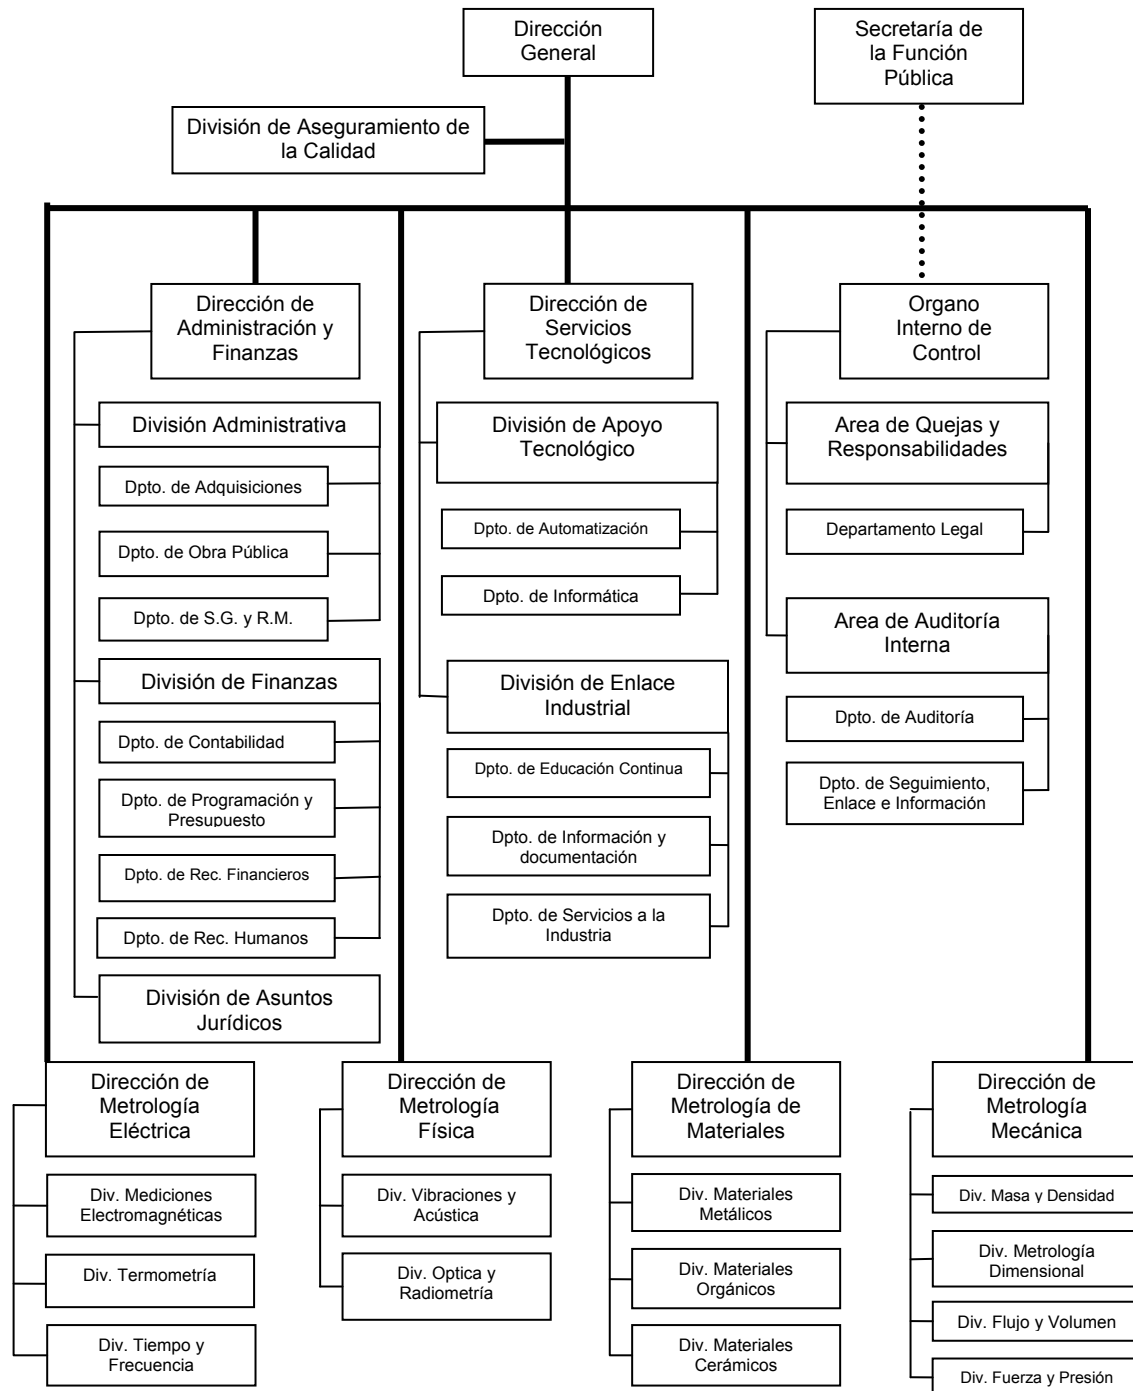 Dirección
General
Secretaría de
la Función
Pública
División de Aseguramiento de
la Calidad
Dirección de
Administración y
Finanzas
División Administrativa
Dpto. de Adquisiciones
Dpto. de Obra Pública
Dpto. de S.G. y R.M.
División de Finanzas
Dpto. de Contabilidad
Dpto. de Programación y
Presupuesto
Dpto. de Rec. Financieros
Dpto. de Rec. Humanos
División de Asuntos
Jurídicos
Dirección de
Servicios
Tecnológicos
División de Apoyo
Tecnológico
Dpto. de Automatización
Dpto. de Informática
División de Enlace
Industrial
Dpto. de Educación Continua
Dpto. de Información y
documentación
Dpto. de Servicios a la
Industria
Organo
Interno de
Control
Area de Quejas y
Responsabilidades
Departamento Legal
Area de Auditoría
Interna
Dpto. de Auditoría
Dpto. de Seguimiento,
Enlace e Información
Dirección de
Metrología
Eléctrica
Div. Mediciones
Electromagnéticas
Div. Termometría
Div. Tiempo y
Frecuencia
Dirección de
Metrología
Física
Div. Vibraciones y
Acústica
Div. Optica y
Radiometría
Dirección de
Metrología de
Materiales
Div. Materiales
Metálicos
Div. Materiales
Orgánicos
Div. Materiales
Cerámicos
Dirección de
Metrología
Mecánica
Div. Masa y Densidad
Div. Metrología
Dimensional
Div. Flujo y Volumen
Div. Fuerza y Presión